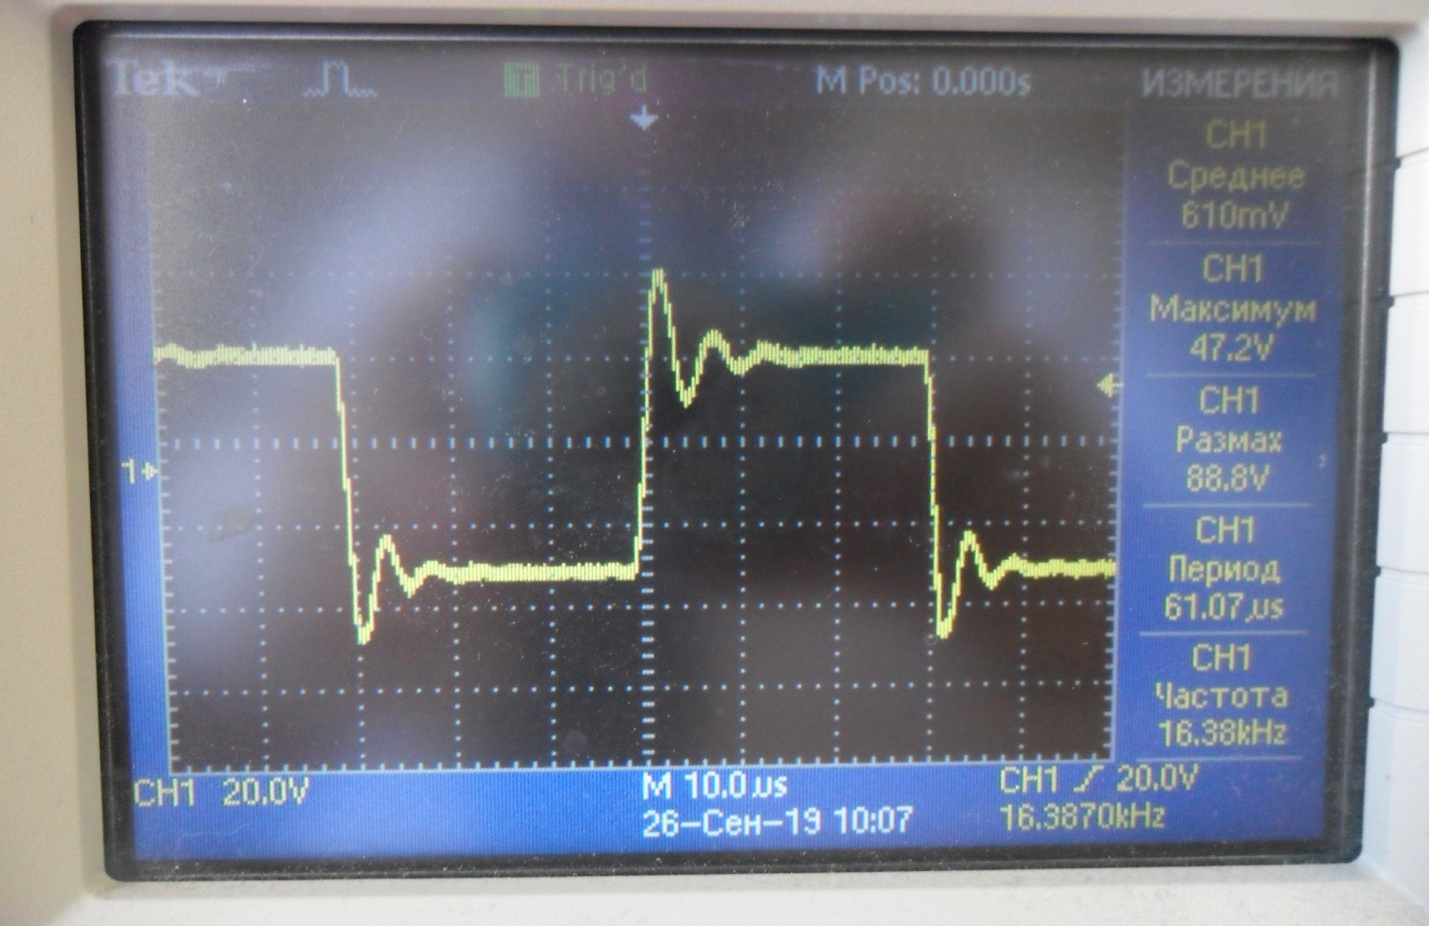 Tek T Trig'd M Pos: 0.000s ИЗМЕРЕНИЯ
CH1
Среднее
610mV
CH1
Максимум
47.2V
CH1
Размах
88.8V
CH1
Период
61.07µs
CH1
Частота
16.38kHz
1
CH1 20.0V M 10.0µs CH1 20.0V
26-Сен-19 10:07 16.3870kHz